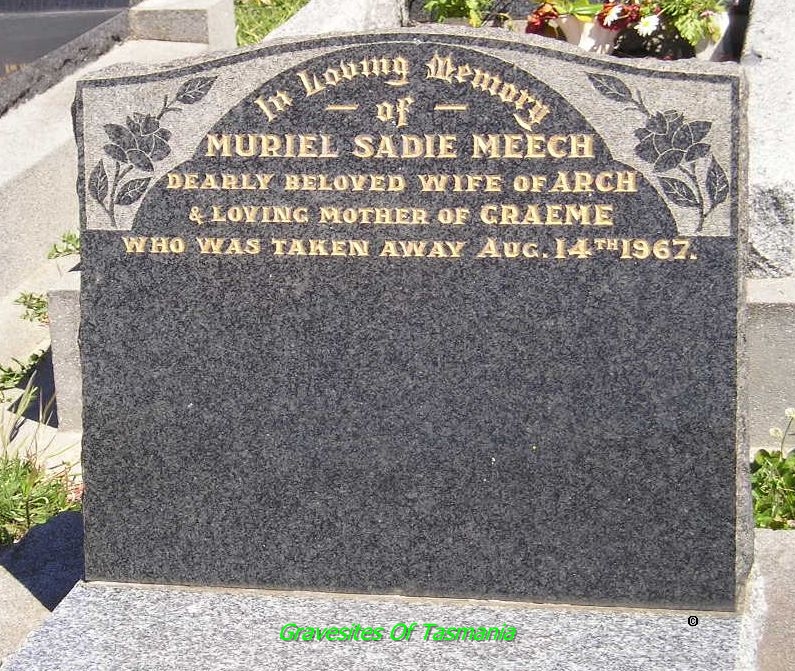 In Loving Memory
— of —
MURIEL SADIE MEECH
DEARLY BELOVED WIFE OF ARCH
& LOVING MOTHER OF GRAEME
WHO WAS TAKEN AWAY AUG. 14TH 1967.
©
Gravesites Of Tasmania